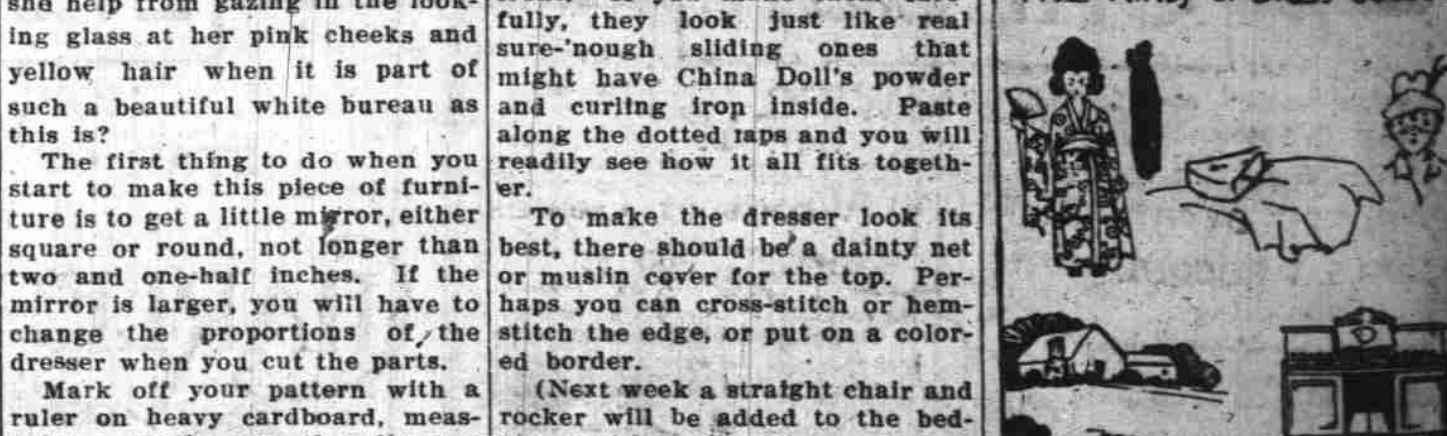 she help from gazing in the look-
ing glass at her pink cheeks and
yellow hair when it is part of
such a beautiful white bureau as
this is?
The first thing to do when you
start to make this piece of furni-
ture is to get a little mirror, either
square or round, not longer than
two and one-half inches. If the
mirror is larger, you will have to
change the proportions of the
dresser when you cut the parts.
Mark off your pattern with a
ruler on heavy cardboard, meas-
fully, they look just like real
sure-'nough sliding ones that
might have China Doll's powder
and curling iron inside. Paste
along the dotted laps and you will
readily see how it all fits togeth-
er.
To make the dresser look its
best, there should be a dainty net
or muslin cover for the top. Per-
haps you can cross-stitch or hem-
stitch the edge, or put on a color-
ed border.
(Next week a straight chair and
rocker will be added to the bed-
D